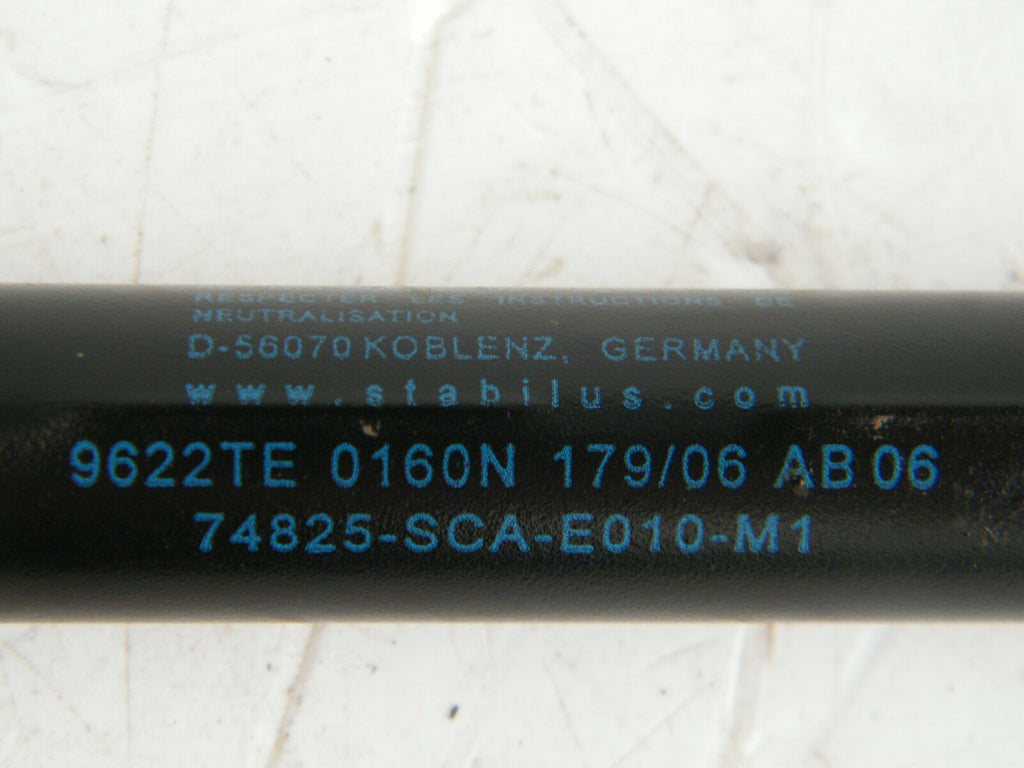 RESPECTER LES INSTRUCTIONS DE
NEUTRALISATION
D-56070 KOBLENZ, GERMANY
www.stabilus.com
9622TE 0160N 179/06 AB 06
74825-SCA-E010-M1